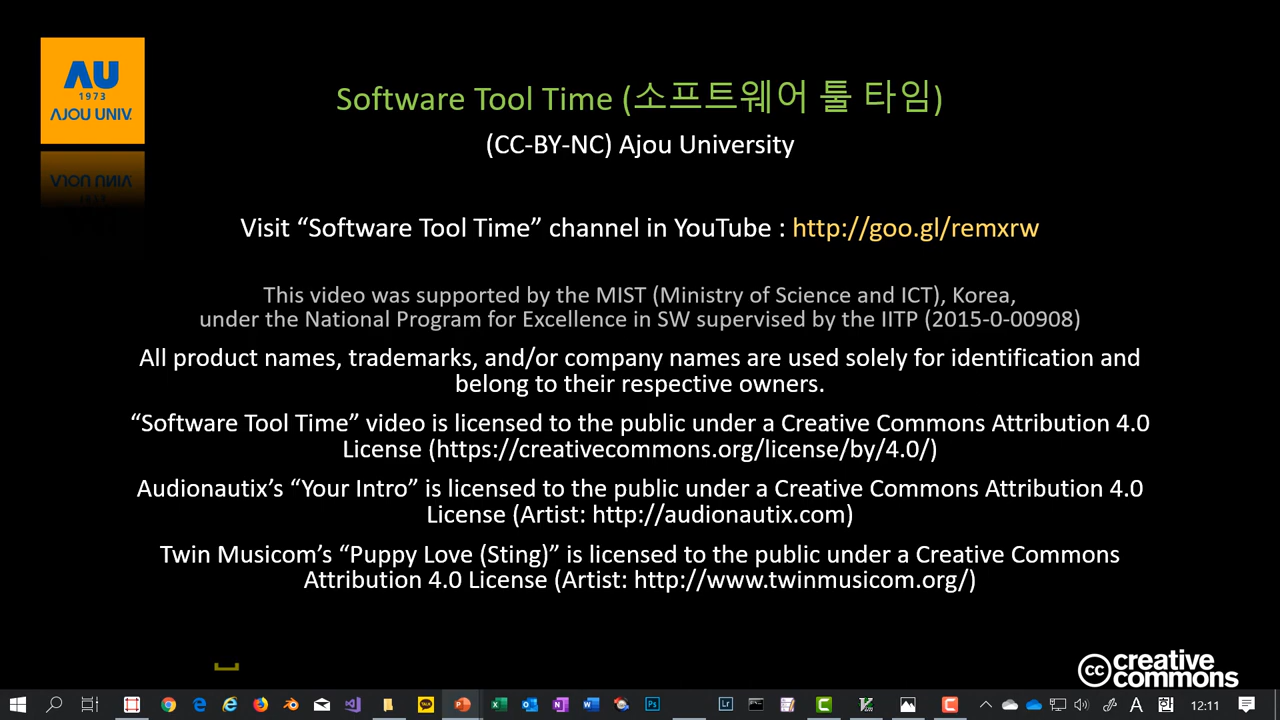 AU
1973
AJOU UNIV.
Software Tool Time (소프트웨어 툴 타임)
(CC-BY-NC) Ajou University
Visit “Software Tool Time” channel in YouTube : http://goo.gl/remxrw
This video was supported by the MIST (Ministry of Science and ICT), Korea,
under the National Program for Excellence in SW supervised by the IITP (2015-0-00908)
All product names, trademarks, and/or company names are used solely for identification and
belong to their respective owners.
“Software Tool Time” video is licensed to the public under a Creative Commons Attribution 4.0
License (https://creativecommons.org/license/by/4.0/)
Audionautix’s “Your Intro” is licensed to the public under a Creative Commons Attribution 4.0
License (Artist: http://audionautix.com)
Twin Musicom’s “Puppy Love (Sting)” is licensed to the public under a Creative Commons
Attribution 4.0 License (Artist: http://www.twinmusicom.org/)
cc creative
commons
A 12:11